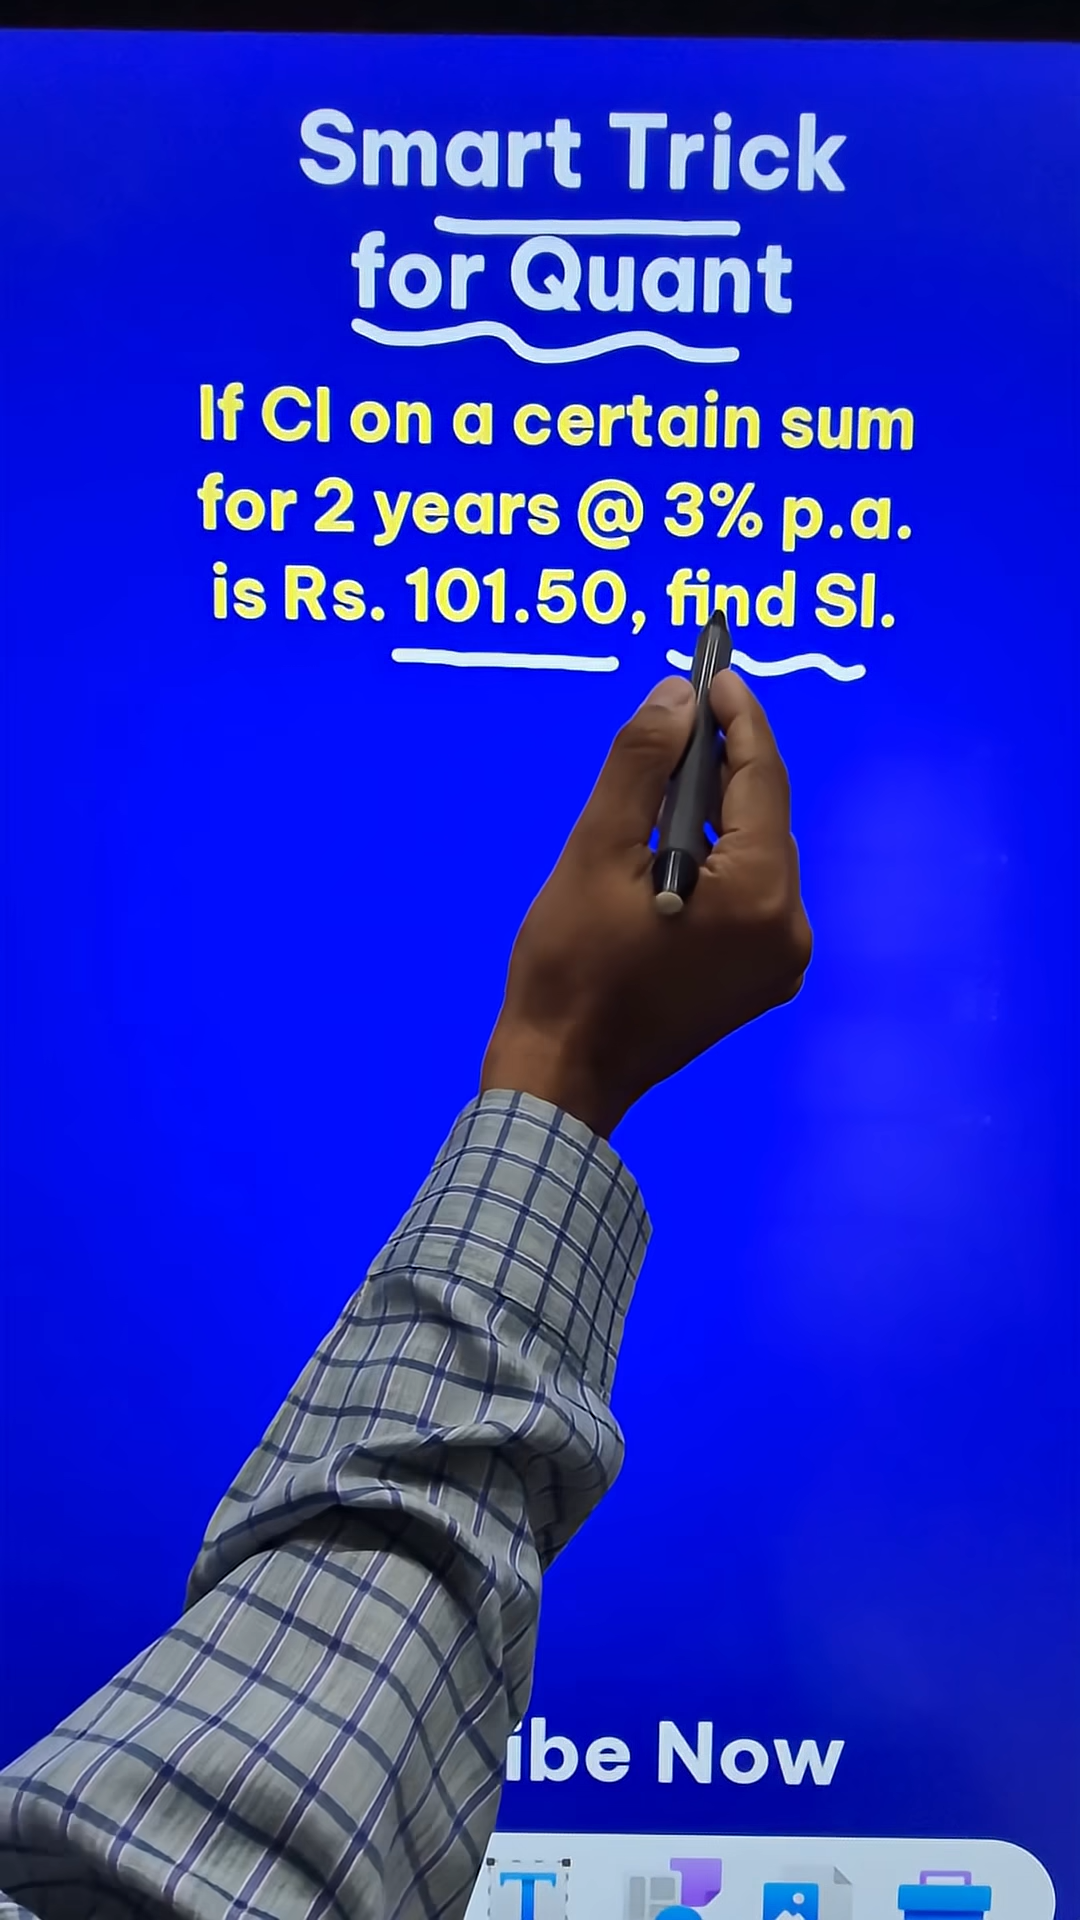 Smart Trick
for Quant
If CI on a certain sum
for 2 years @ 3% p.a.
is Rs. 101.50, find SI.
Now